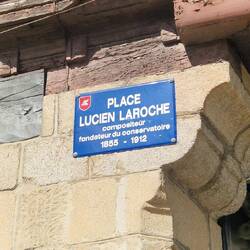 PLACE
LUCIEN LAROCHE
compositeur
fondateur du conservatoire
1855 - 1912